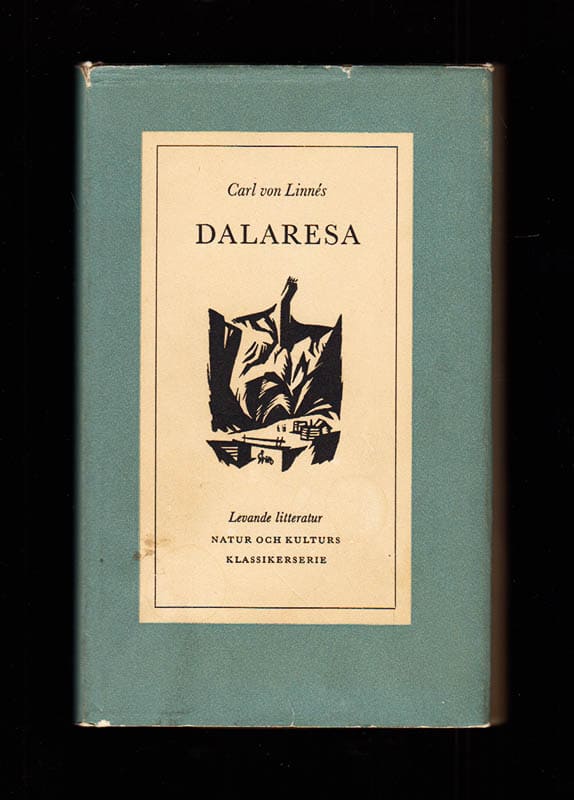 Carl von Linnés
DALARESA
Levande litteratur
NATUR OCH KULTURS
KLASSIKERSERIE